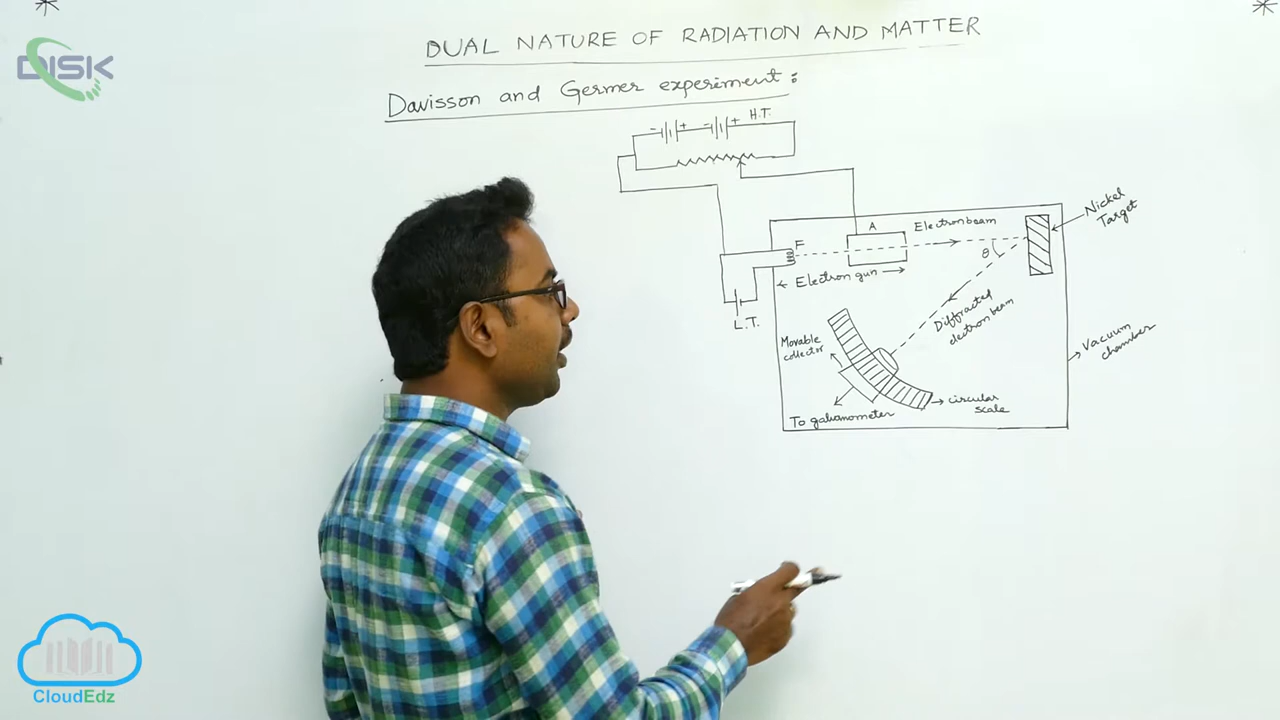 DISK
DUAL NATURE OF RADIATION AND MATTER
Davisson and Germer experiment:
- + - + H.T.
Nickel
Target
A
Electron beam
F
θ
Electron gun
L.T.
Diffracted
electron beam
Movable
collector
Vacuum
chamber
circular
scale
To galvanometer
CloudEdz